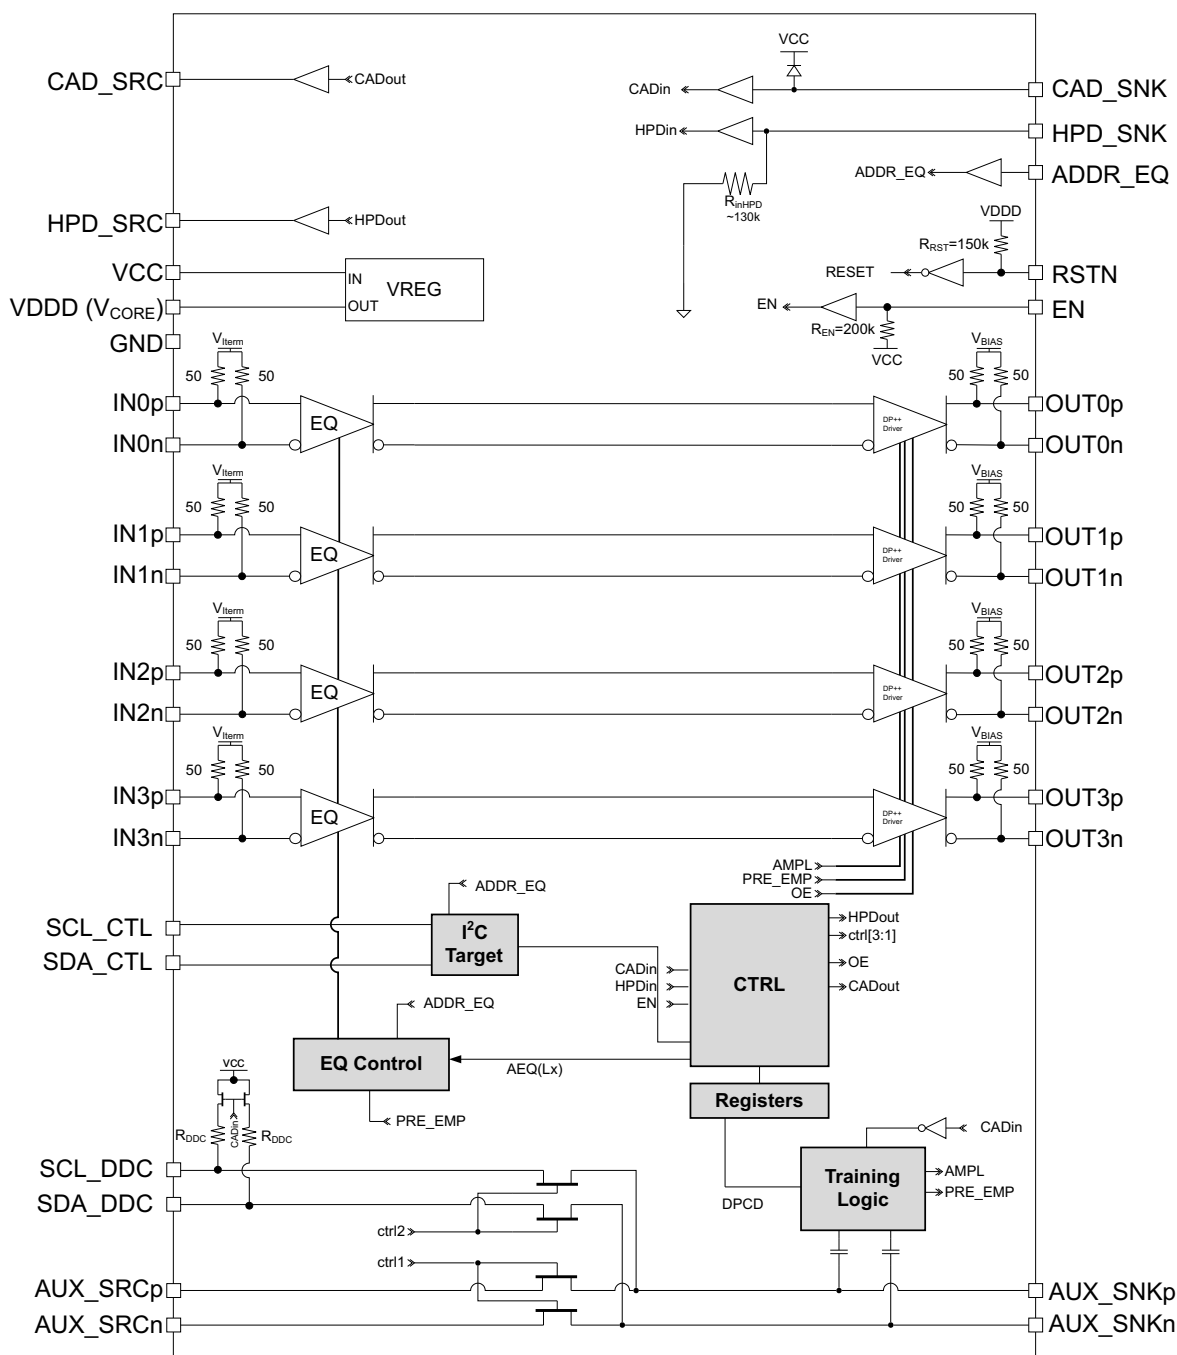 VCC
CAD_SRC
CADout
CADin
CAD_SNK
HPDin
HPD_SNK
ADDR_EQ
ADDR_EQ
RinHPD
~130k
HPD_SRC
HPDout
VDDD
RRST=150k
VCC
IN
VREG
RESET
RSTN
VDDD (VCORE)
OUT
EN
EN
REN=200k
VCC
GND
VIterm
VBIAS
50 50
50 50
IN0p
EQ
DP++
Driver
OUT0p
IN0n
OUT0n
VIterm
VBIAS
50 50
50 50
IN1p
EQ
DP++
Driver
OUT1p
IN1n
OUT1n
VIterm
VBIAS
50 50
50 50
IN2p
EQ
DP++
Driver
OUT2p
IN2n
OUT2n
VIterm
VBIAS
50 50
50 50
IN3p
EQ
DP++
Driver
OUT3p
IN3n
OUT3n
AMPL
PRE_EMP
OE
ADDR_EQ
SCL_CTL
I2C
Target
SDA_CTL
HPDout
ctrl[3:1]
CADin
HPDin
EN
CTRL
OE
CADout
ADDR_EQ
EQ Control
AEQ(Lx)
PRE_EMP
Registers
vcc
RDDC
CADin
RDDC
CADin
SCL_DDC
SDA_DDC
Training
Logic
AMPL
PRE_EMP
DPCD
ctrl2
ctrl1
AUX_SRCp
AUX_SNKp
AUX_SRCn
AUX_SNKn